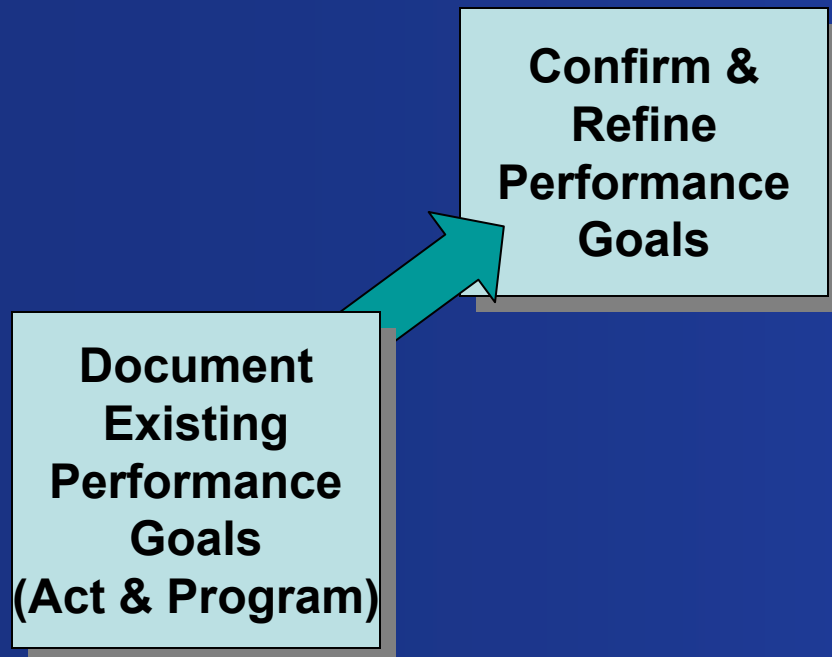 Confirm &
Refine
Performance
Goals
Document
Existing
Performance
Goals
(Act & Program)